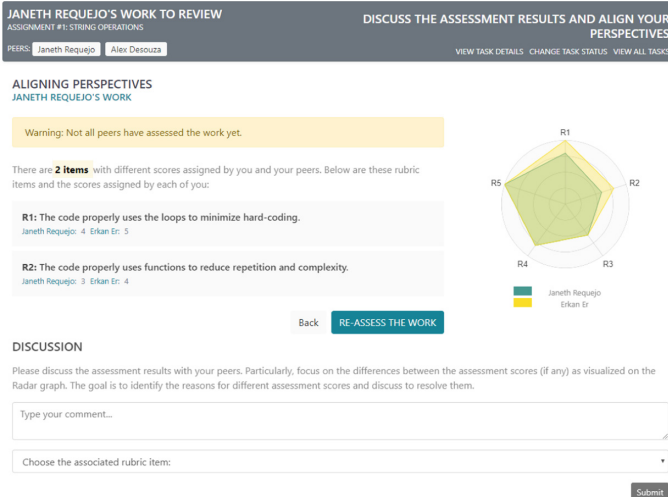 JANETH REQUEJO'S WORK TO REVIEW
ASSIGNMENT #1: STRING OPERATIONS
PEERS: Janeth Requejo Alex Desouza
DISCUSS THE ASSESSMENT RESULTS AND ALIGN YOUR
PERSPECTIVES
VIEW TASK DETAILS CHANGE TASK STATUS VIEW ALL TASKS
ALIGNING PERSPECTIVES
JANETH REQUEJO'S WORK
Warning: Not all peers have assessed the work yet.
There are 2 items with different scores assigned by you and your peers. Below are these rubric
items and the scores assigned by each of you:
R1: The code properly uses the loops to minimize hard-coding.
Janeth Requejo: 4 Erkan Er: 5
R2: The code properly uses functions to reduce repetition and complexity.
Janeth Requejo: 3 Erkan Er: 4
Back RE-ASSESS THE WORK
R1
R5 R2
R4 R3
Janeth Requejo
Erkan Er
DISCUSSION
Please discuss the assessment results with your peers. Particularly, focus on the differences between the assessment scores (if any) as visualized on the
Radar graph. The goal is to identify the reasons for different assessment scores and discuss to resolve them.
Type your comment...
Choose the associated rubric item:
Submit